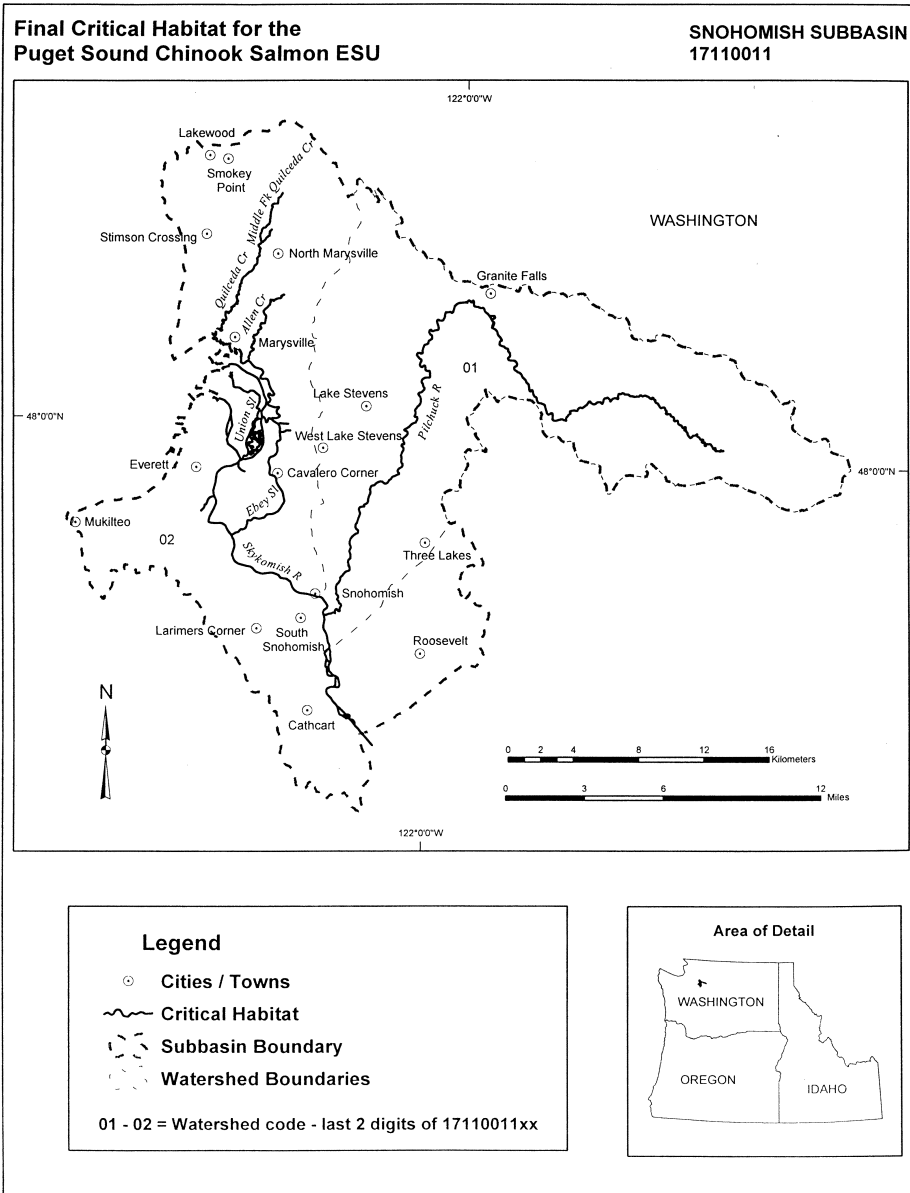 Final Critical Habitat for the
Puget Sound Chinook Salmon ESU
SNOHOMISH SUBBASIN
17110011
122°0'0"W
Lakewood
Smokey
Point
Middle Fk Quilceda Cr
WASHINGTON
Stimson Crossing
North Marysville
Quilceda Cr
Granite Falls
Allen Cr
Marysville
01
Lake Stevens
Pilchuck R
48°0'0"N
Union Sl
West Lake Stevens
Everett
Cavalero Corner
48°0'0"N
Ebey Sl
Mukilteo
02
Skykomish R
Three Lakes
Snohomish
Larimers Corner
South
Snohomish
Roosevelt
N
Cathcart
0 2 4 8 12 16
Kilometers
0 3 6 12
Miles
122°0'0"W
Legend
Cities / Towns
Critical Habitat
Subbasin Boundary
Watershed Boundaries
01 - 02 = Watershed code - last 2 digits of 17110011xx
Area of Detail
WASHINGTON
OREGON
IDAHO